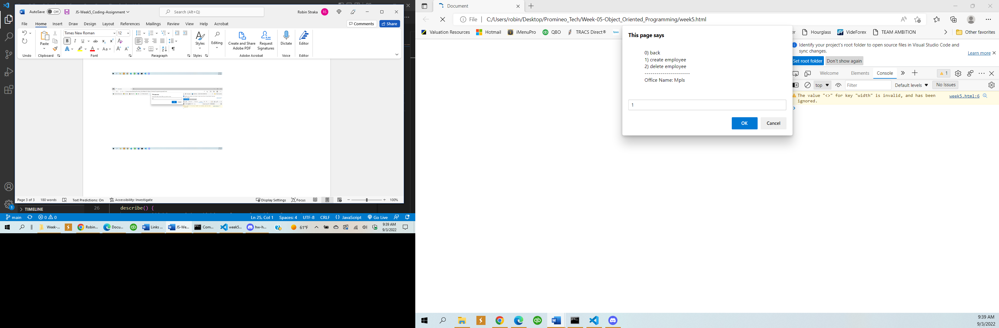 AutoSave Off JS-Week5_Coding-Assignment Search (Alt+Q) Robin Straka RS
File Home Insert Draw Design Layout References Mailings Review View Help Acrobat Comments Share
Times New Roman 12
Paste Styles Editing Create and Share Adobe PDF Request Signatures Dictate Editor
Undo Clipboard Font Paragraph Styles Adobe Acrobat Voice Editor
Page 3 of 3 180 words Text Predictions: On Accessibility: Investigate Display Settings Focus 100%
TIMELINE 26 describe() {
main 0 0 Ln 25, Col 1 Spaces: 4 UTF-8 CRLF {} JavaScript Go Live
Week-... Robin... Docu... Links ... JS-We... Com... week5... hw-h... 61°F 9:39 AM
9/3/2022
Document
File C:/Users/robin/Desktop/Promineo_Tech/Week-05-Object_Oriented_Programming/week5.html
Valuation Resources Hotmail iMenuPro QBO TRACS Direct® Sysco er Hourglass VideForex TEAM AMBITION Other favorites
This page says
0) back
1) create employee
2) delete employee
-----------------------
Office Name: Mpls
1
OK Cancel
Identify your project's root folder to open source files in Visual Studio Code and
sync changes. Learn more
Set root folder Don't show again
Welcome Elements Console 1
top Filter Default levels No Issues
The value "<>" for key "width" is invalid, and has been week5.html:6
ignored.
9:39 AM
9/3/2022